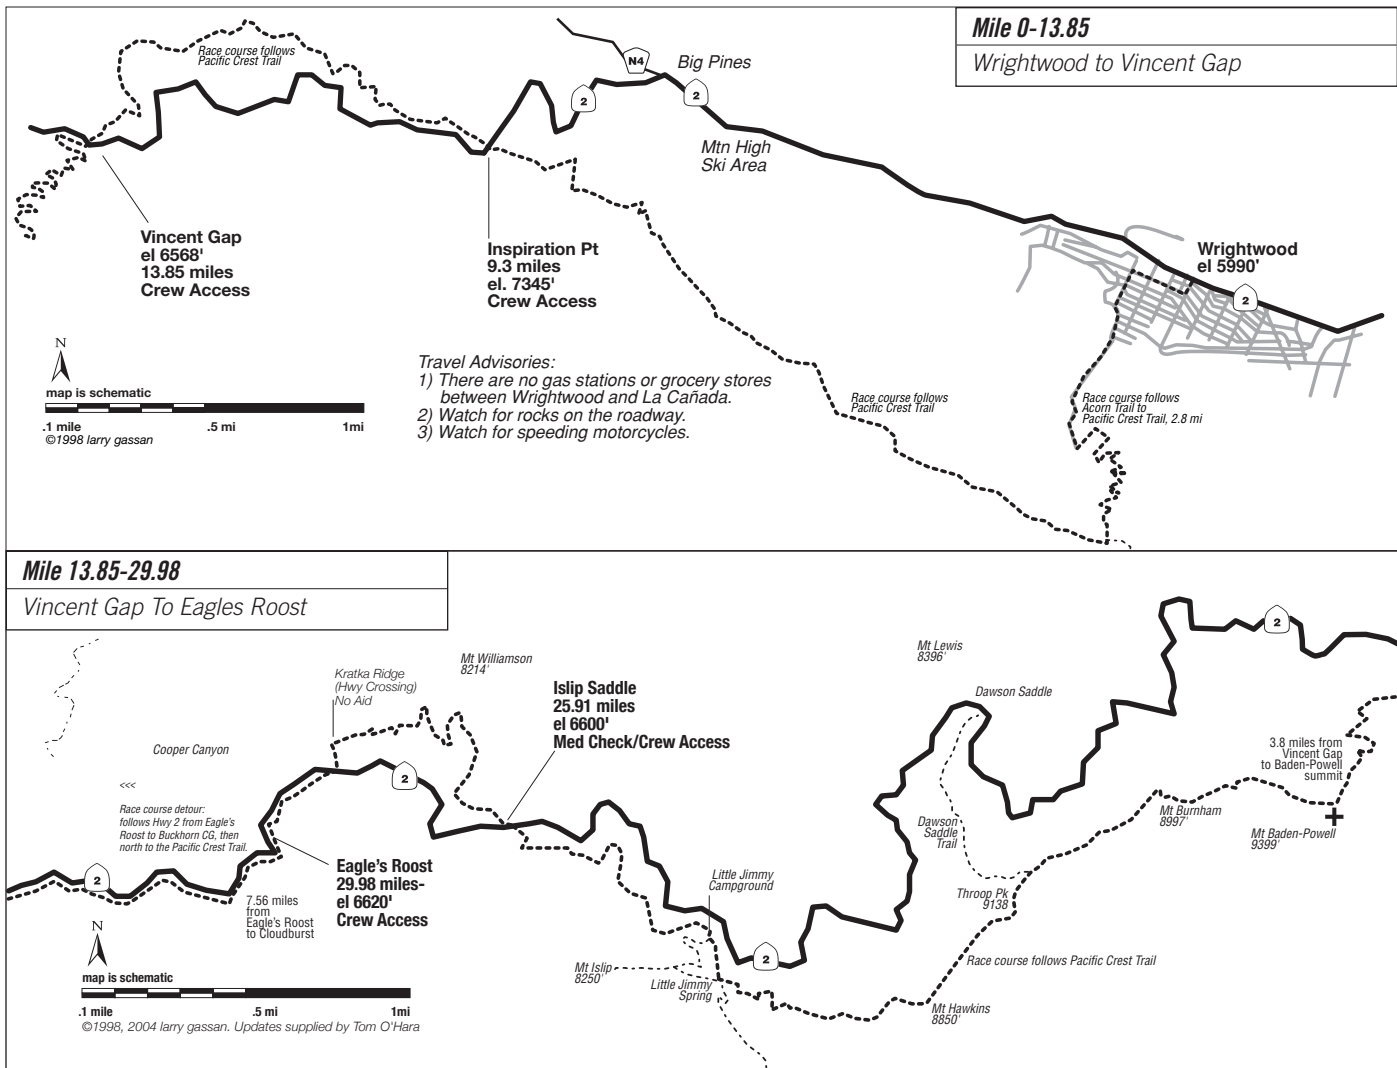 Mile 0-13.85
Wrightwood to Vincent Gap
Race course follows
Pacific Crest Trail
N4
Big Pines
2
2
Mtn High
Ski Area
Vincent Gap
el 6568'
13.85 miles
Crew Access
Inspiration Pt
9.3 miles
el. 7345'
Crew Access
Wrightwood
el 5990'
2
N
map is schematic
.1 mile
.5 mi
1mi
©1998 larry gassan
Travel Advisories:
1) There are no gas stations or grocery stores
between Wrightwood and La Cañada.
2) Watch for rocks on the roadway.
3) Watch for speeding motorcycles.
Race course follows
Pacific Crest Trail
Race course follows
Acorn Trail to
Pacific Crest Trail, 2.8 mi
Mile 13.85-29.98
Vincent Gap To Eagles Roost
2
Mt Lewis
8396'
Mt Williamson
8214'
Kratka Ridge
(Hwy Crossing)
No Aid
Islip Saddle
25.91 miles
el 6600'
Med Check/Crew Access
Dawson Saddle
Cooper Canyon
2
3.8 miles from
Vincent Gap
to Baden-Powell
summit
<<<
Race course detour:
follows Hwy 2 from Eagle's
Roost to Buckhorn CG, then
north to the Pacific Crest Trail.
Mt Burnham
8997'
Dawson
Saddle
Trail
Mt Baden-Powell
9399'
2
Eagle's Roost
29.98 miles-
el 6620'
Crew Access
Little Jimmy
Campground
Throop Pk
9138
7.56 miles
from
Eagle's Roost
to Cloudburst
2
Race course follows Pacific Crest Trail
Mt Islip
8250'
Little Jimmy
Spring
Mt Hawkins
8850'
N
map is schematic
.1 mile
.5 mi
1mi
©1998, 2004 larry gassan. Updates supplied by Tom O'Hara